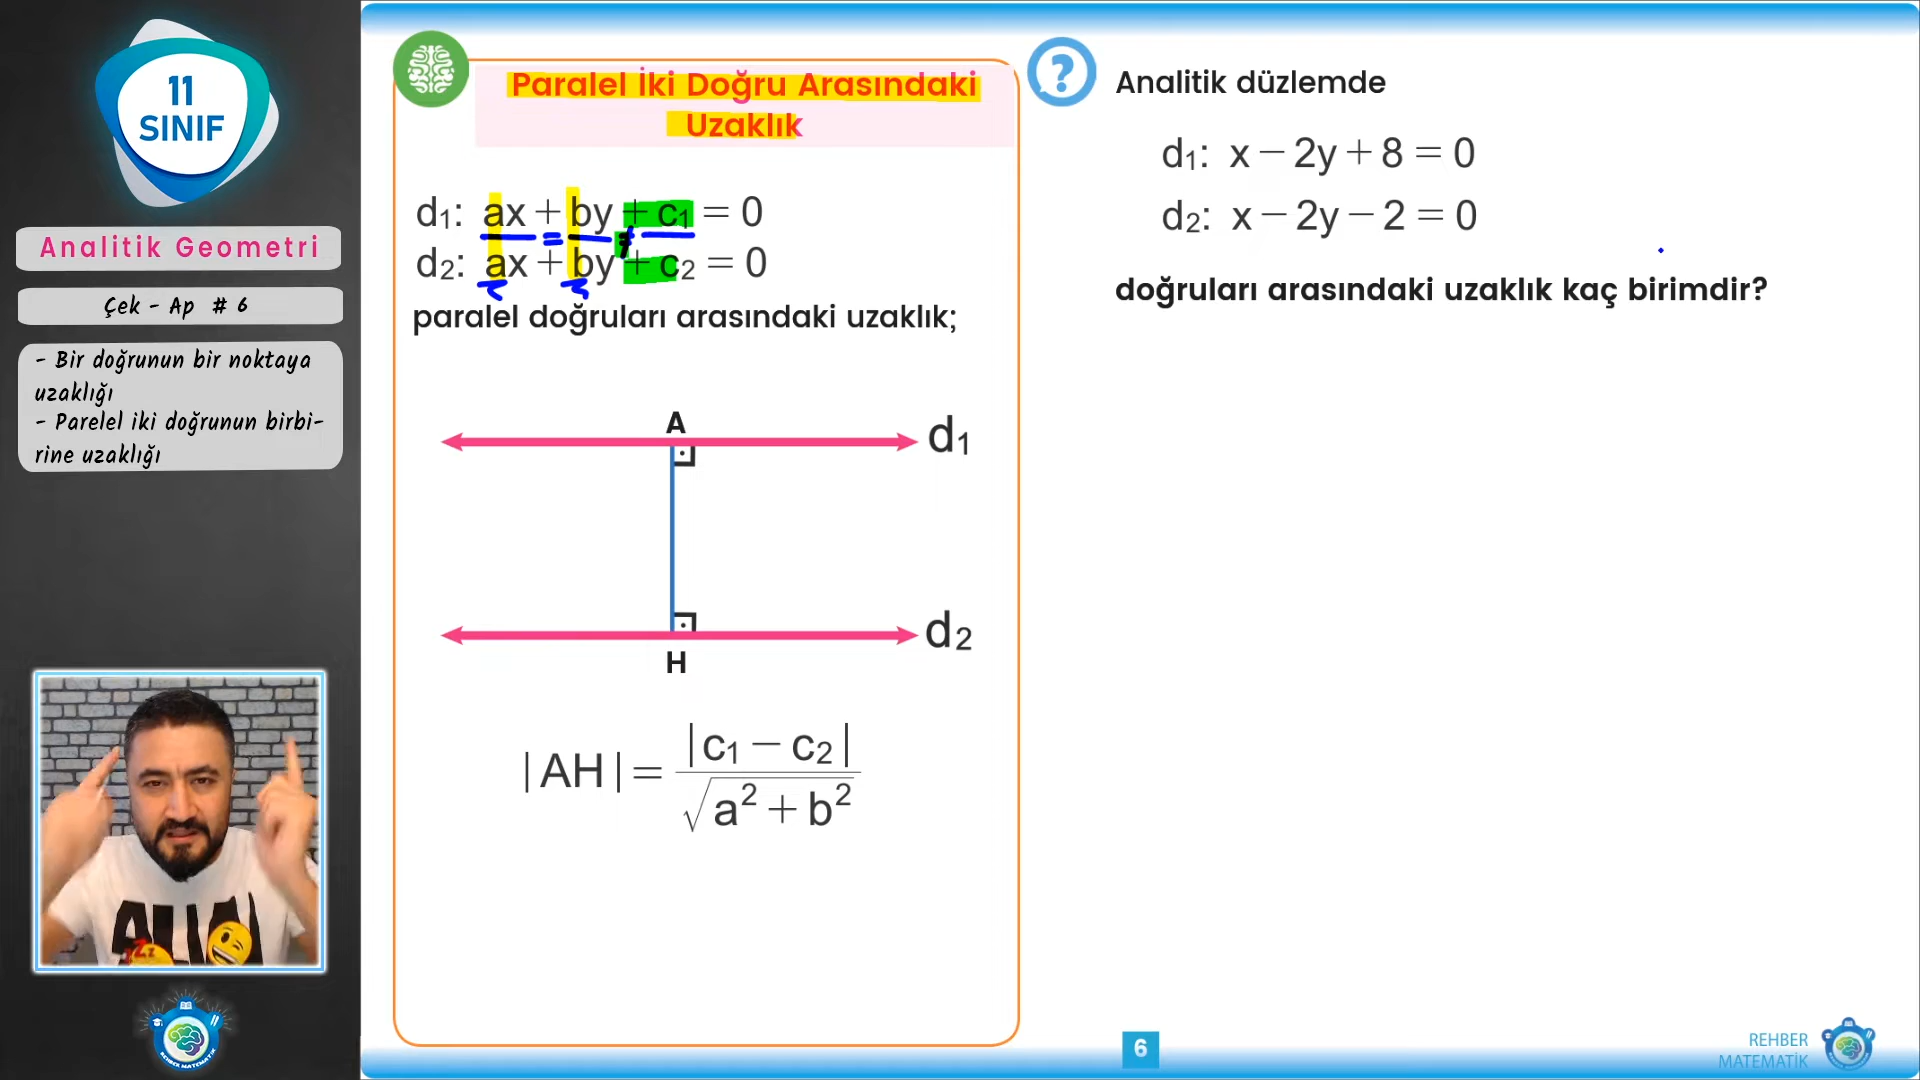 11
SINIF
Analitik Geometri
Çek - Ap # 6
- Bir doğrunun bir noktaya
uzaklığı
- Parelel iki doğrunun birbi-
rine uzaklığı
Paralel İki Doğru Arasındaki
Uzaklık
d₁: ax + by + c₁ = 0
d₂: ax + by + c₂ = 0
paralel doğruları arasındaki uzaklık;
A
d₁
d₂
H
|AH| = |c₁ − c₂| / √(a² + b²)
?
Analitik düzlemde
d₁: x − 2y + 8 = 0
d₂: x − 2y − 2 = 0
doğruları arasındaki uzaklık kaç birimdir?
6
REHBER
MATEMATİK
REHBER MATEMATİK